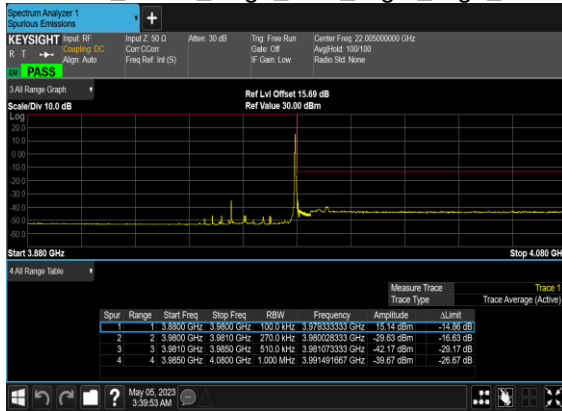 Spectrum Analyzer 1
Spurious Emissions
KEYSIGHT Input: RF Input Z: 50 Ω Atten: 30 dB Trig: Free Run Center Freq: 22.005000000 GHz
R T Coupling: DC Corr CCorr Gate: Off Avg|Hold: 100/100
Align: Auto Freq Ref: Int (S) IF Gain: Low Radio Std: None
LXI PASS
3 All Range Graph Ref Lvl Offset 15.69 dB
Scale/Div 10.0 dB Ref Value 30.00 dBm
Log
20.0
10.0
0.00
-10.0
-20.0
-30.0
-40.0
-50.0
-60.0
Start 3.880 GHz Stop 4.080 GH
4 All Range Table
Measure Trace Trace 1
Trace Type Trace Average (Active)
Spur Range Start Freq Stop Freq RBW Frequency Amplitude ΔLimit
1 1 3.8800 GHz 3.9800 GHz 100.0 kHz 3.979333333 GHz 15.14 dBm -14.86 dB
2 2 3.9800 GHz 3.9810 GHz 270.0 kHz 3.980028333 GHz -29.63 dBm -16.63 dB
3 3 3.9810 GHz 3.9850 GHz 510.0 kHz 3.981073333 GHz -42.17 dBm -29.17 dB
4 4 3.9850 GHz 4.0800 GHz 1.000 MHz 3.991491667 GHz -39.67 dBm -26.67 dB
? May 05, 2023
3:39:53 AM